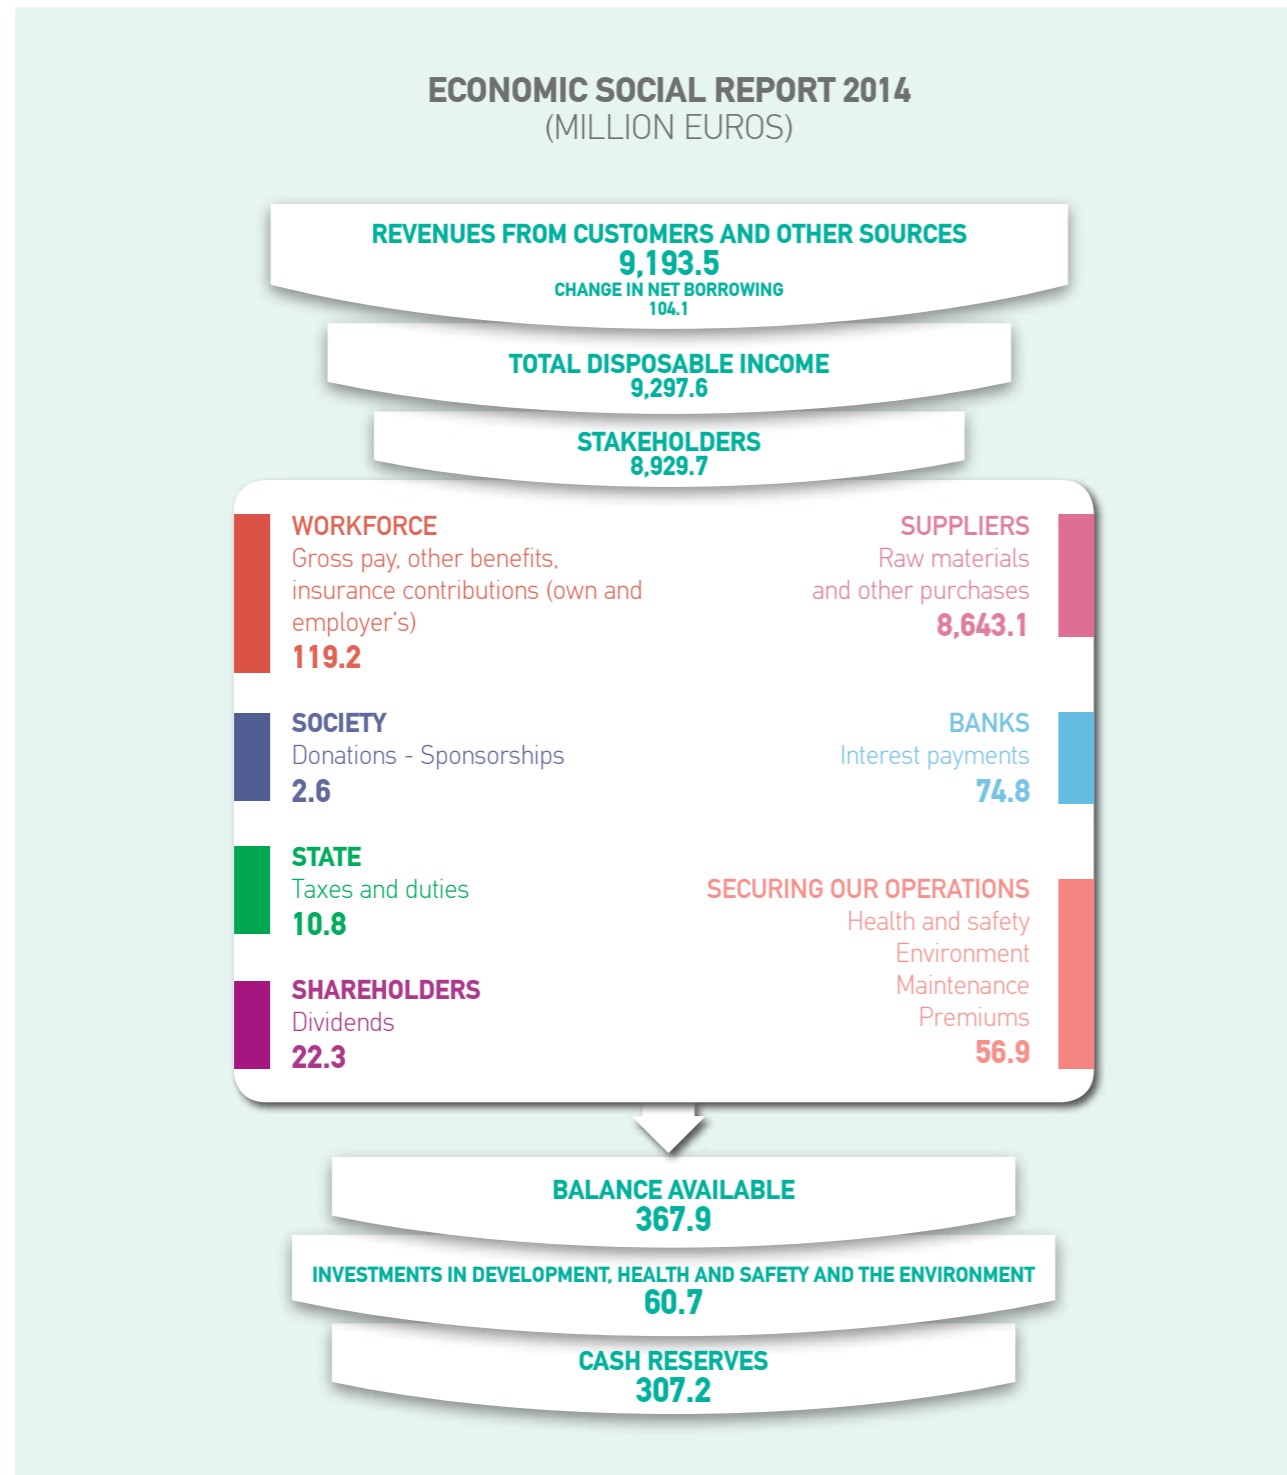 ECONOMIC SOCIAL REPORT 2014
(MILLION EUROS)
REVENUES FROM CUSTOMERS AND OTHER SOURCES
9,193.5
CHANGE IN NET BORROWING
104.1
TOTAL DISPOSABLE INCOME
9,297.6
STAKEHOLDERS
8,929.7
WORKFORCE
Gross pay, other benefits,
insurance contributions (own and
employer's)
119.2
SOCIETY
Donations - Sponsorships
2.6
STATE
Taxes and duties
10.8
SHAREHOLDERS
Dividends
22.3
SUPPLIERS
Raw materials
and other purchases
8,643.1
BANKS
Interest payments
74.8
SECURING OUR OPERATIONS
Health and safety
Environment
Maintenance
Premiums
56.9
BALANCE AVAILABLE
367.9
INVESTMENTS IN DEVELOPMENT, HEALTH AND SAFETY AND THE ENVIRONMENT
60.7
CASH RESERVES
307.2